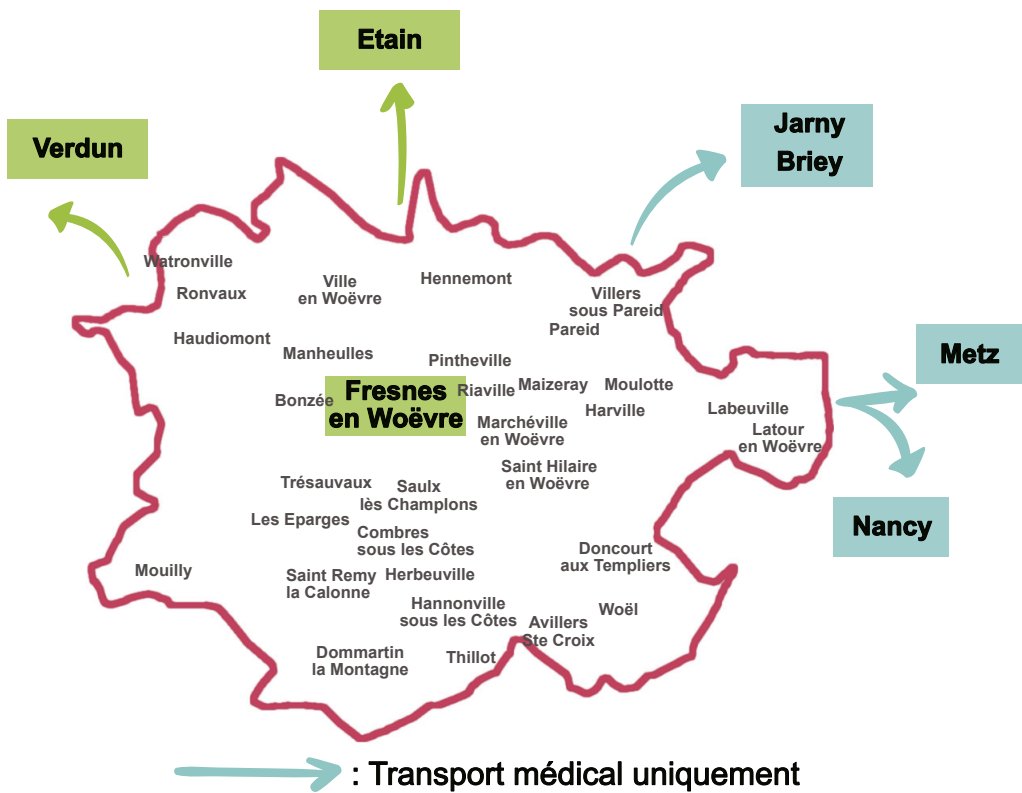 Etain
Verdun
Jarny
Briey
Watronville
Ronvaux
Ville
en Woëvre
Hennemont
Villers
sous Pareid
Pareid
Haudiomont
Manheulles
Pintheville
Metz
Fresnes
en Woëvre
Riaville
Maizeray
Moulotte
Bonzée
Harville
Labeuville
Marchéville
en Woëvre
Latour
en Woëvre
Saint Hilaire
en Woëvre
Trésauvaux
Saulx
lès Champlons
Les Eparges
Nancy
Combres
sous les Côtes
Doncourt
aux Templiers
Mouilly
Saint Remy
la Calonne
Herbeuville
Hannonville
sous les Côtes
Woël
Avillers
Ste Croix
Dommartin
la Montagne
Thillot
: Transport médical uniquement